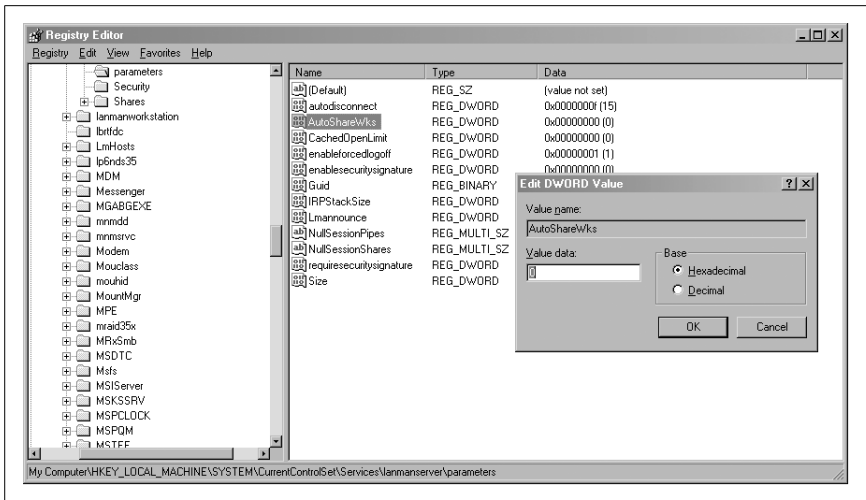 Registry Editor
Registry Edit View Favorites Help
parameters
Security
Shares
lanmanworkstation
lbrtfdc
LmHosts
lp6nds35
MDM
Messenger
MGABGEXE
mnmdd
mnmsrvc
Modem
Mouclass
mouhid
MountMgr
MPE
mraid35x
MRxSmb
MSDTC
Msfs
MSIServer
MSKSSRV
MSPCLOCK
MSPQM
MSTEE
Name Type Data
(Default) REG_SZ (value not set)
autodisconnect REG_DWORD 0x0000000f (15)
AutoShareWks REG_DWORD 0x00000000 (0)
CachedOpenLimit REG_DWORD 0x00000000 (0)
enableforcedlogoff REG_DWORD 0x00000001 (1)
enablesecuritysignature REG_DWORD 0x00000000 (0)
Guid REG_BINARY
IRPStackSize REG_DWORD
Lmannounce REG_DWORD
NullSessionPipes REG_MULTI_SZ
NullSessionShares REG_MULTI_SZ
requiresecuritysignature REG_DWORD
Size REG_DWORD
Edit DWORD Value
Value name:
AutoShareWks
Value data:
0
Base
Hexadecimal
Decimal
OK Cancel
My Computer\HKEY_LOCAL_MACHINE\SYSTEM\CurrentControlSet\Services\lanmanserver\parameters